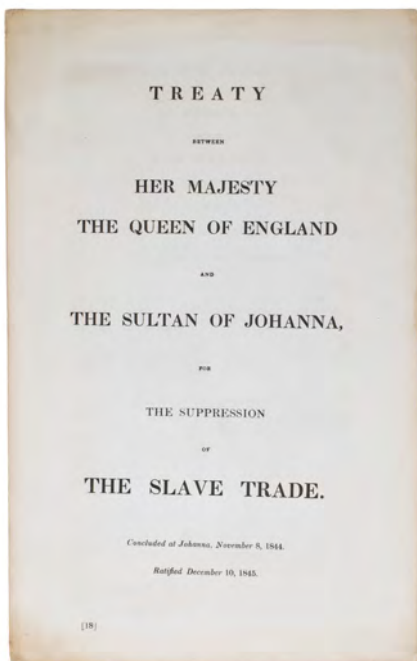 TREATY
BETWEEN
HER MAJESTY
THE QUEEN OF ENGLAND
AND
THE SULTAN OF JOHANNA,
FOR
THE SUPPRESSION
OF
THE SLAVE TRADE.
Concluded at Johanna, November 8, 1844.
Ratified December 10, 1845.
[18]